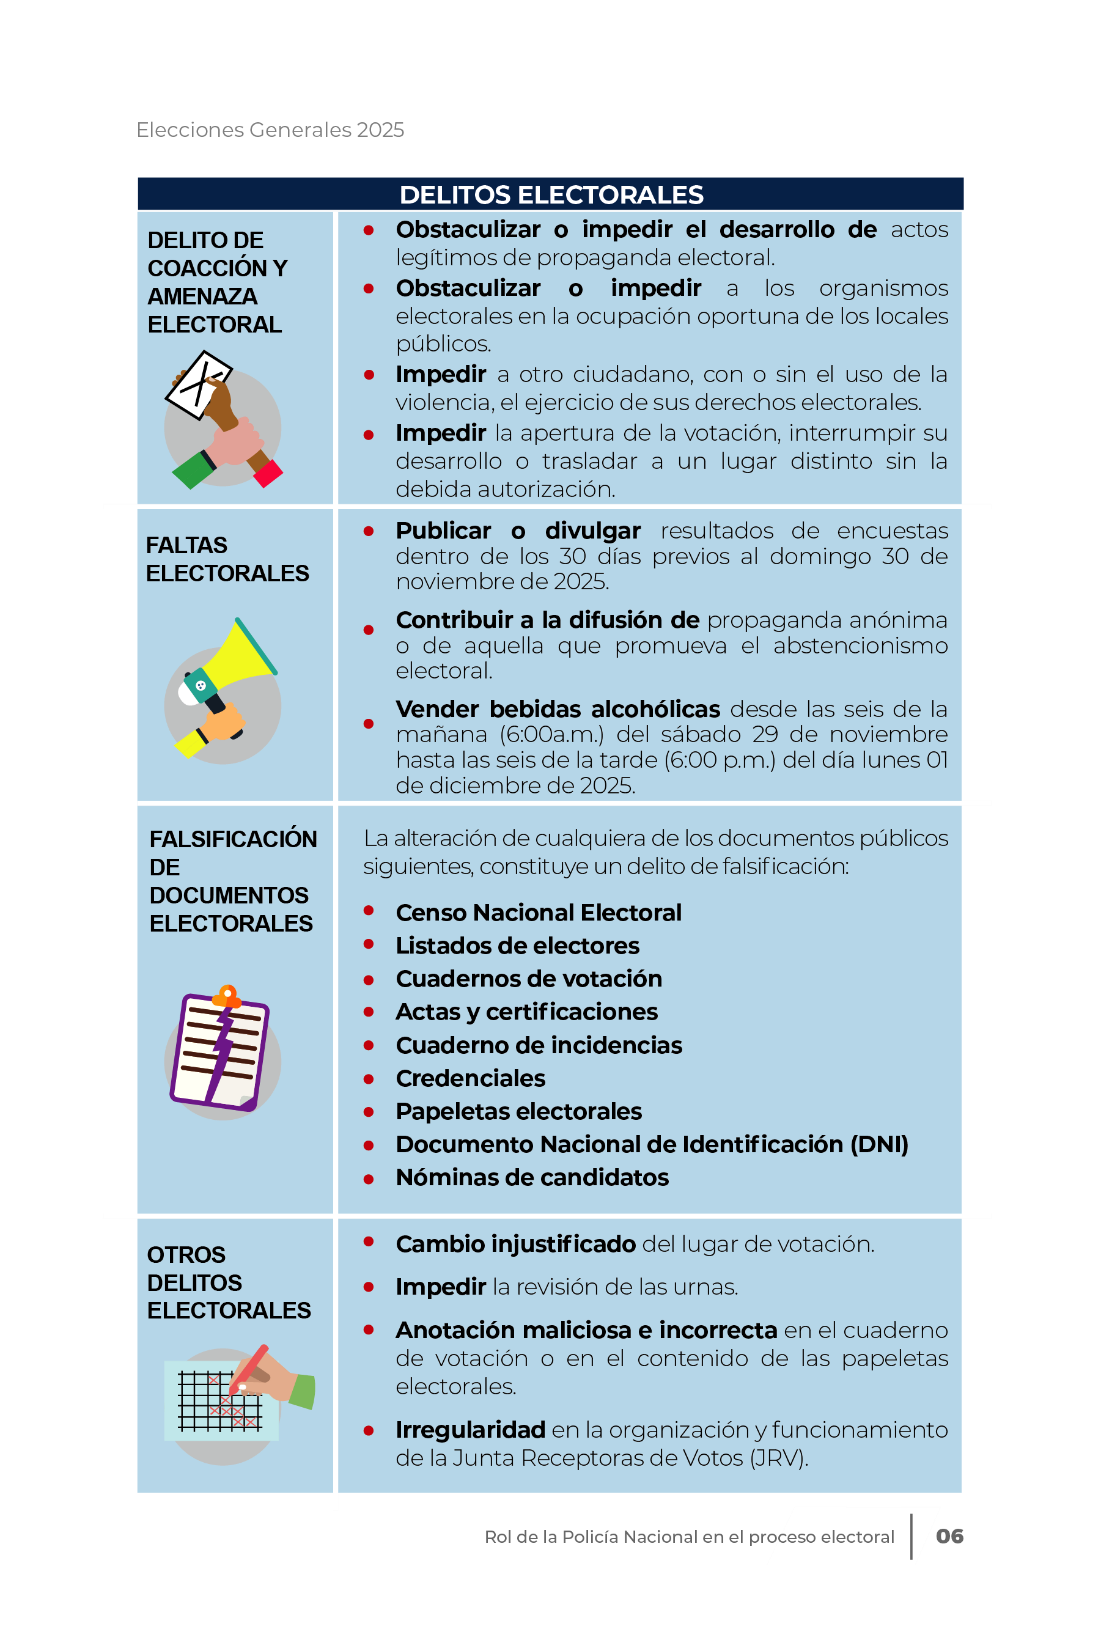 Elecciones Generales 2025
DELITOS ELECTORALES
DELITO DE
COACCIÓN Y
AMENAZA
ELECTORAL
Obstaculizar o impedir el desarrollo de actos
legítimos de propaganda electoral.
Obstaculizar o impedir a los organismos
electorales en la ocupación oportuna de los locales
públicos.
Impedir a otro ciudadano, con o sin el uso de la
violencia, el ejercicio de sus derechos electorales.
Impedir la apertura de la votación, interrumpir su
desarrollo o trasladar a un lugar distinto sin la
debida autorización.
FALTAS
ELECTORALES
Publicar o divulgar resultados de encuestas
dentro de los 30 días previos al domingo 30 de
noviembre de 2025.
Contribuir a la difusión de propaganda anónima
o de aquella que promueva el abstencionismo
electoral.
Vender bebidas alcohólicas desde las seis de la
mañana (6:00a.m.) del sábado 29 de noviembre
hasta las seis de la tarde (6:00 p.m.) del día lunes 01
de diciembre de 2025.
FALSIFICACIÓN
DE
DOCUMENTOS
ELECTORALES
La alteración de cualquiera de los documentos públicos
siguientes, constituye un delito de falsificación:
Censo Nacional Electoral
Listados de electores
Cuadernos de votación
Actas y certificaciones
Cuaderno de incidencias
Credenciales
Papeletas electorales
Documento Nacional de Identificación (DNI)
Nóminas de candidatos
OTROS
DELITOS
ELECTORALES
Cambio injustificado del lugar de votación.
Impedir la revisión de las urnas.
Anotación maliciosa e incorrecta en el cuaderno
de votación o en el contenido de las papeletas
electorales.
Irregularidad en la organización y funcionamiento
de la Junta Receptoras de Votos (JRV).
Rol de la Policía Nacional en el proceso electoral
06